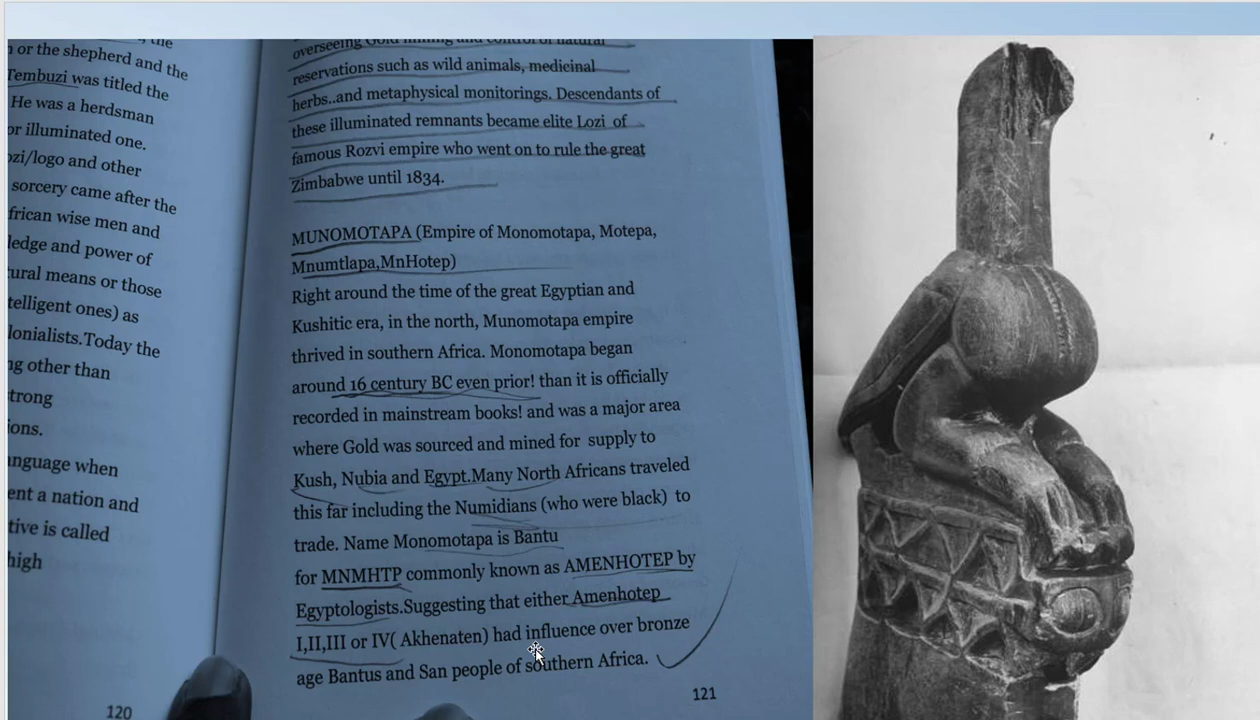 the
n or the shepherd and the
Tembuzi was titled the
He was a herdsman
or illuminated one.
ozi/logo and other
sorcery came after the
frican wise men and
ledge and power of
tural means or those
telligent ones) as
lonialists.Today the
ng other than
trong
ions.
nguage when
ent a nation and
tive is called
high
120
overseeing Gold mining and control of natural
reservations such as wild animals, medicinal
herbs..and metaphysical monitorings. Descendants of
these illuminated remnants became elite Lozi of
famous Rozvi empire who went on to rule the great
Zimbabwe until 1834.
MUNOMOTAPA (Empire of Monomotapa, Motepa,
Mnumtlapa,MnHotep)
Right around the time of the great Egyptian and
Kushitic era, in the north, Munomotapa empire
thrived in southern Africa. Monomotapa began
around 16 century BC even prior! than it is officially
recorded in mainstream books! and was a major area
where Gold was sourced and mined for supply to
Kush, Nubia and Egypt.Many North Africans traveled
this far including the Numidians (who were black) to
trade. Name Monomotapa is Bantu
for MNMHTP commonly known as AMENHOTEP by
Egyptologists.Suggesting that either Amenhotep
I,II,III or IV( Akhenaten) had influence over bronze
age Bantus and San people of southern Africa.
121